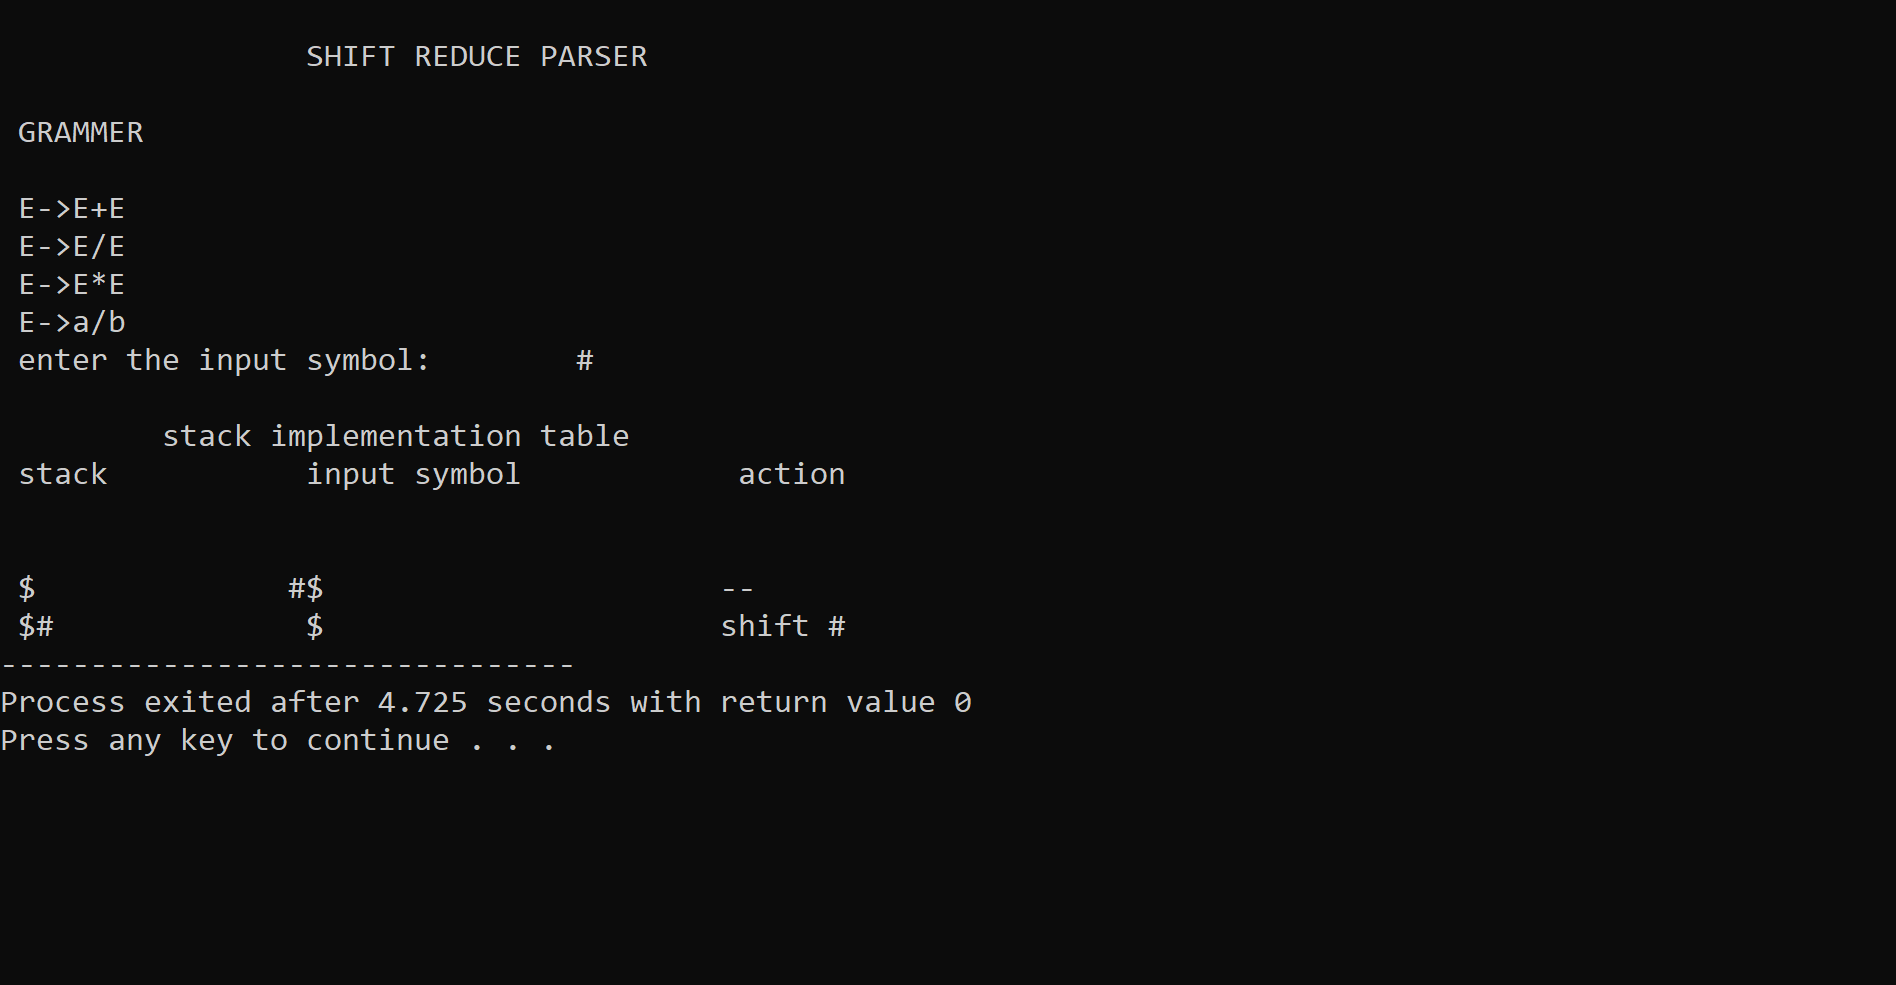 SHIFT REDUCE PARSER
GRAMMER
E->E+E
E->E/E
E->E*E
E->a/b
enter the input symbol: #
stack implementation table
stack input symbol action
$ #$ --
$# $ shift #
--------------------------------
Process exited after 4.725 seconds with return value 0
Press any key to continue . . .